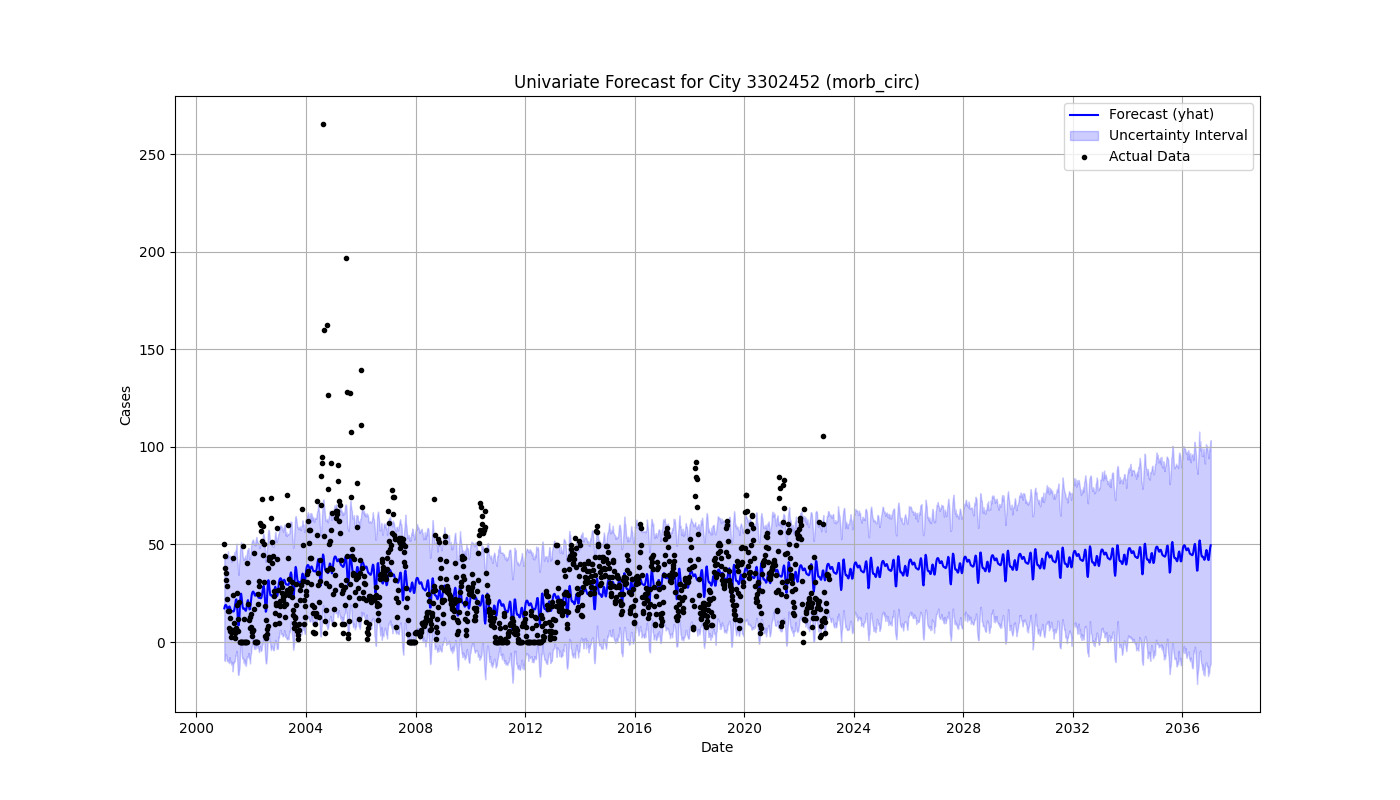 Univariate Forecast for City 3302452 (morb_circ)
Forecast (yhat)
Uncertainty Interval
Actual Data
250
200
150
100
50
0
Cases
2000 2004 2008 2012 2016 2020 2024 2028 2032 2036
Date